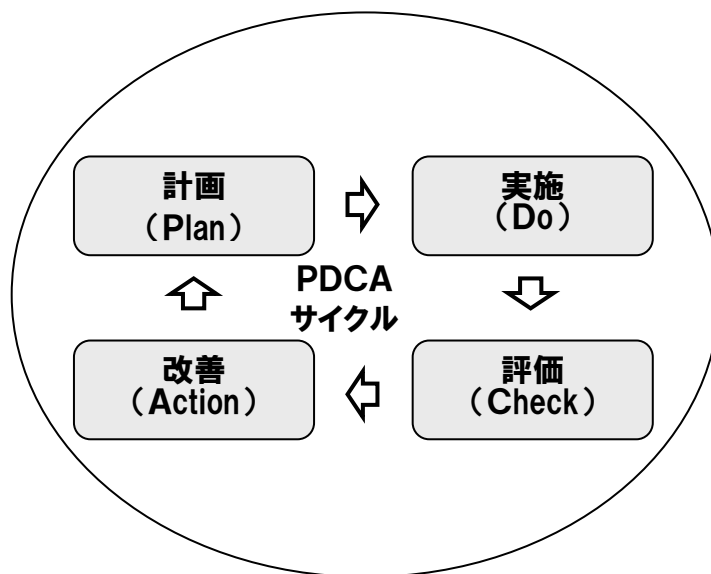 計画
（Plan）
実施
（Do）
PDCA
サイクル
改善
（Action）
評価
（Check）